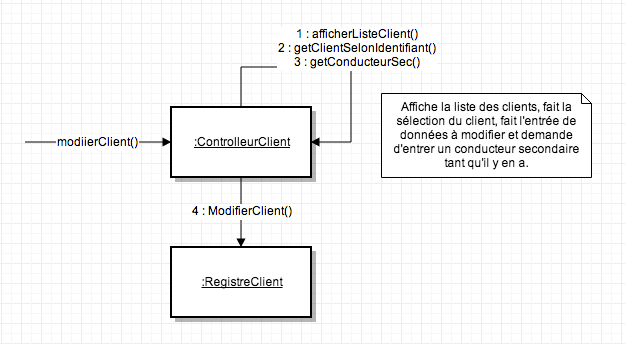 1 : afficherListeClient()
2 : getClientSelonIdentifiant()
3 : getConducteurSec()
Affiche la liste des clients, fait la
sélection du client, fait l'entrée de
données à modifier et demande
d'entrer un conducteur secondaire
tant qu'il y en a.
modiierClient()
:ControlleurClient
4 : ModifierClient()
:RegistreClient